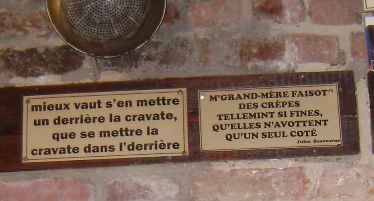 mieux vaut s'en mettre
un derrière la cravate,
que se mettre la
cravate dans l'derrière
M'GRAND-MÈRE FAISOT
DES CRÊPES
TELLEMINT SI FINES,
QU'ELLES N'AVOTTENT
QU'UN SEUL COTÉ
John